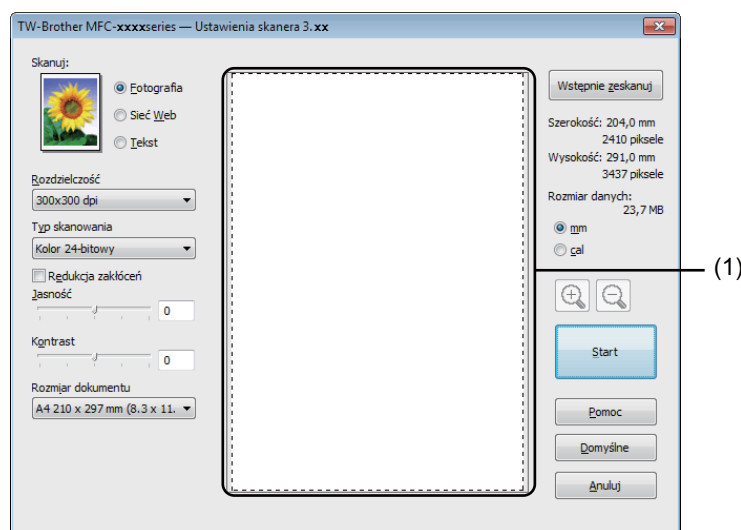 TW-Brother MFC-xxxxseries — Ustawienia skanera 3.xx
Skanuj:
Fotografia
Sieć Web
Tekst
Rozdzielczość
300x300 dpi
Typ skanowania
Kolor 24-bitowy
Redukcja zakłóceń
Jasność
0
Kontrast
0
Rozmiar dokumentu
A4 210 x 297 mm (8.3 x 11.
Wstępnie zeskanuj
Szerokość: 204,0 mm
2410 piksele
Wysokość: 291,0 mm
3437 piksele
Rozmiar danych:
23,7 MB
mm
cal
(1)
Start
Pomoc
Domyślne
Anuluj